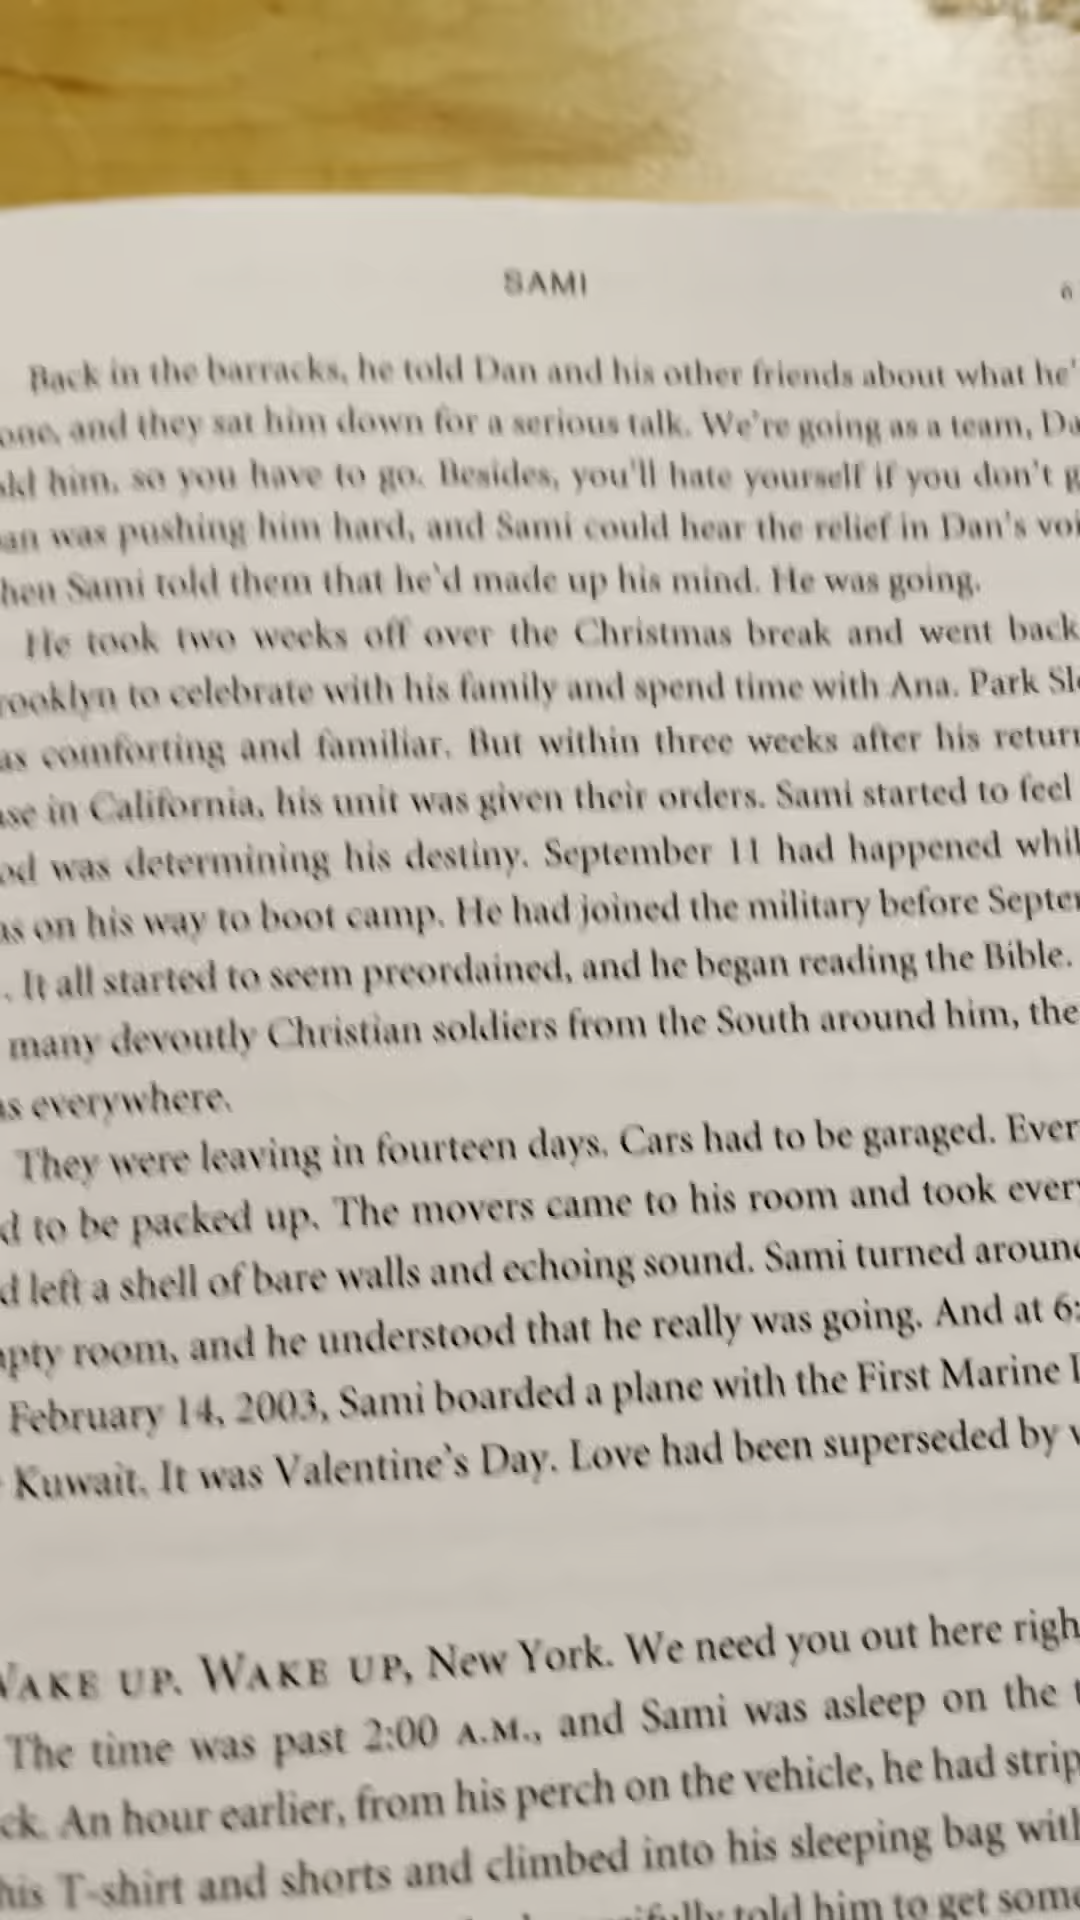 SAMI
Back in the barracks, he told Dan and his other friends about what he'
one, and they sat him down for a serious talk. We're going as a team, Da
him, so you have to go. Besides, you'll hate yourself if you don't g
an was pushing him hard, and Sami could hear the relief in Dan's voi
hen Sami told them that he'd made up his mind. He was going.
He took two weeks off over the Christmas break and went back
rooklyn to celebrate with his family and spend time with Ana. Park Slo
as comforting and familiar. But within three weeks after his return
se in California, his unit was given their orders. Sami started to feel
od was determining his destiny. September 11 had happened whil
as on his way to boot camp. He had joined the military before Septem
. It all started to seem preordained, and he began reading the Bible.
many devoutly Christian soldiers from the South around him, the
as everywhere.
They were leaving in fourteen days. Cars had to be garaged. Ever
d to be packed up. The movers came to his room and took every
d left a shell of bare walls and echoing sound. Sami turned around
pty room, and he understood that he really was going. And at 6:
February 14, 2003, Sami boarded a plane with the First Marine D
Kuwait. It was Valentine's Day. Love had been superseded by w
WAKE UP. WAKE UP, New York. We need you out here righ
The time was past 2:00 A.M., and Sami was asleep on the t
ck. An hour earlier, from his perch on the vehicle, he had strip
his T-shirt and shorts and climbed into his sleeping bag with
told him to get some